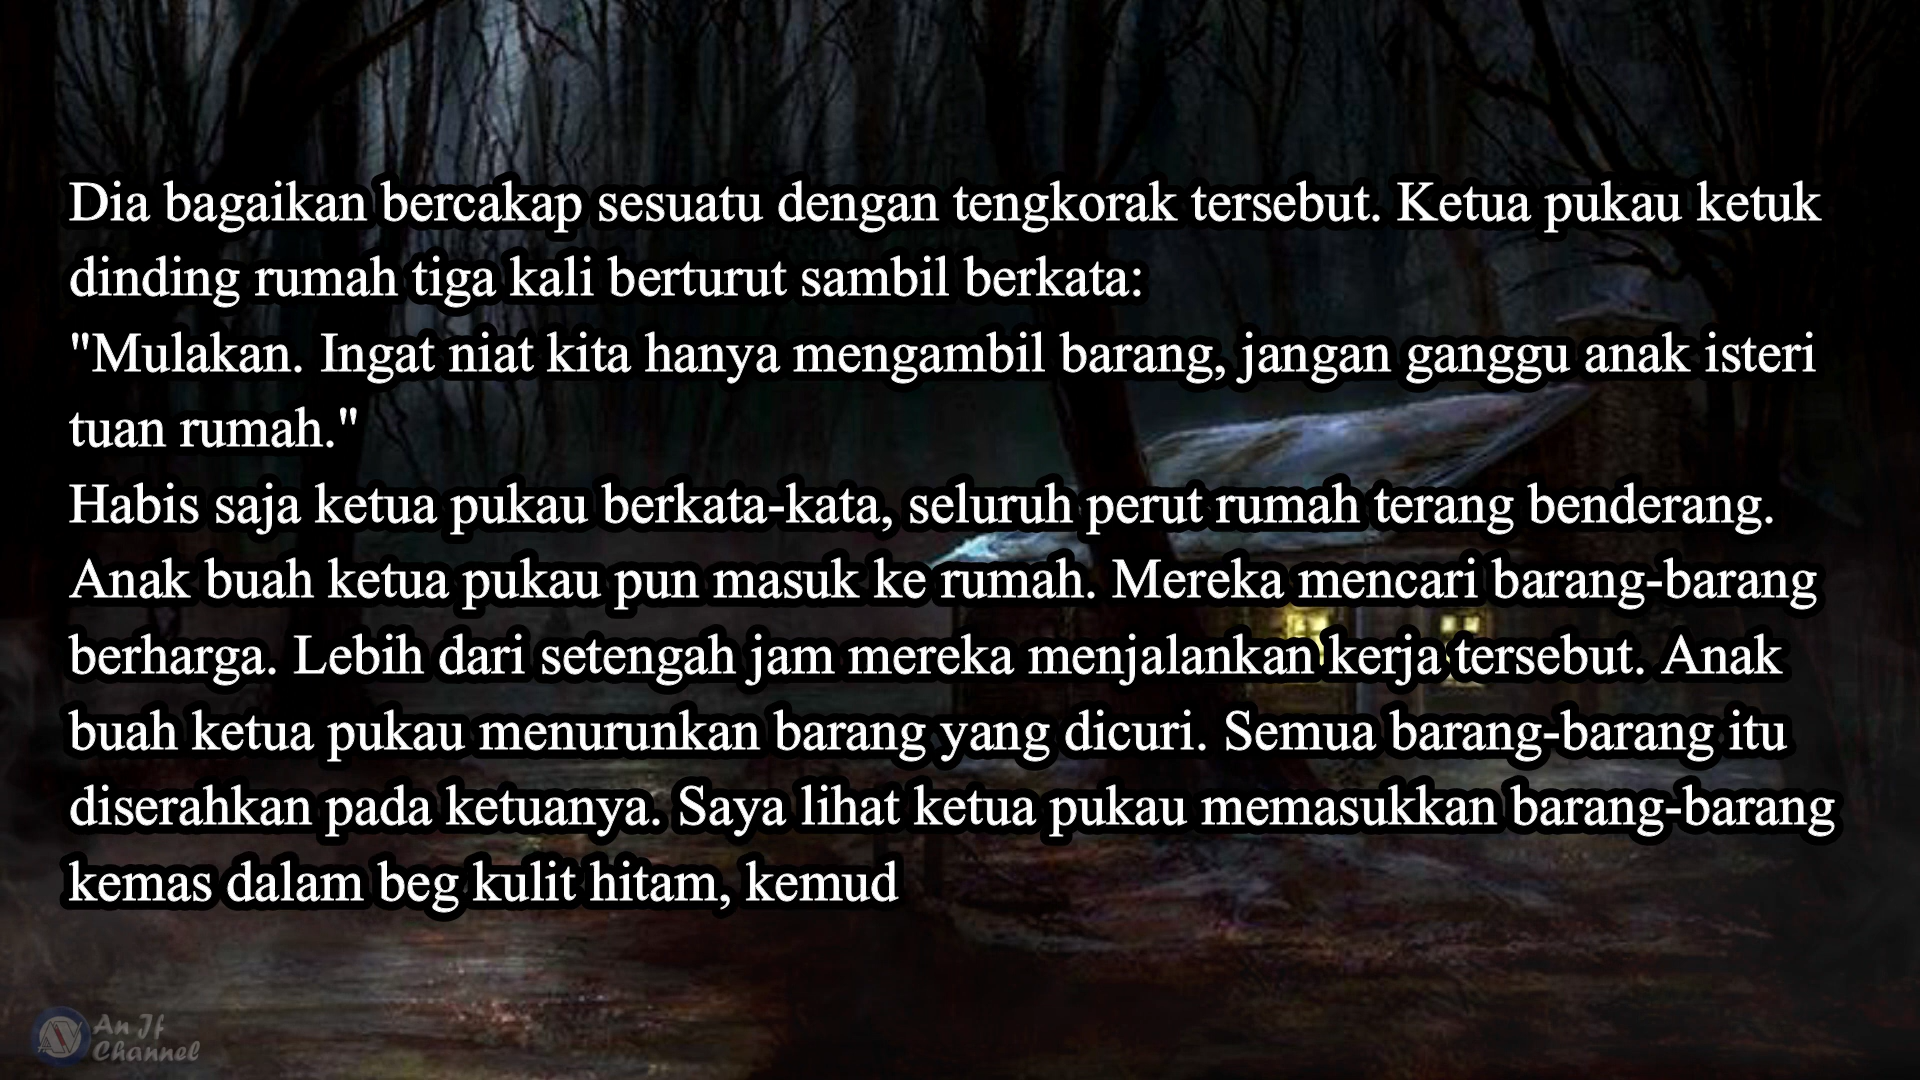 Dia bagaikan bercakap sesuatu dengan tengkorak tersebut. Ketua pukau ketuk
dinding rumah tiga kali berturut sambil berkata:
"Mulakan. Ingat niat kita hanya mengambil barang, jangan ganggu anak isteri
tuan rumah."
Habis saja ketua pukau berkata-kata, seluruh perut rumah terang benderang.
Anak buah ketua pukau pun masuk ke rumah. Mereka mencari barang-barang
berharga. Lebih dari setengah jam mereka menjalankan kerja tersebut. Anak
buah ketua pukau menurunkan barang yang dicuri. Semua barang-barang itu
diserahkan pada ketuanya. Saya lihat ketua pukau memasukkan barang-barang
kemas dalam beg kulit hitam, kemud
An Jf
Channel